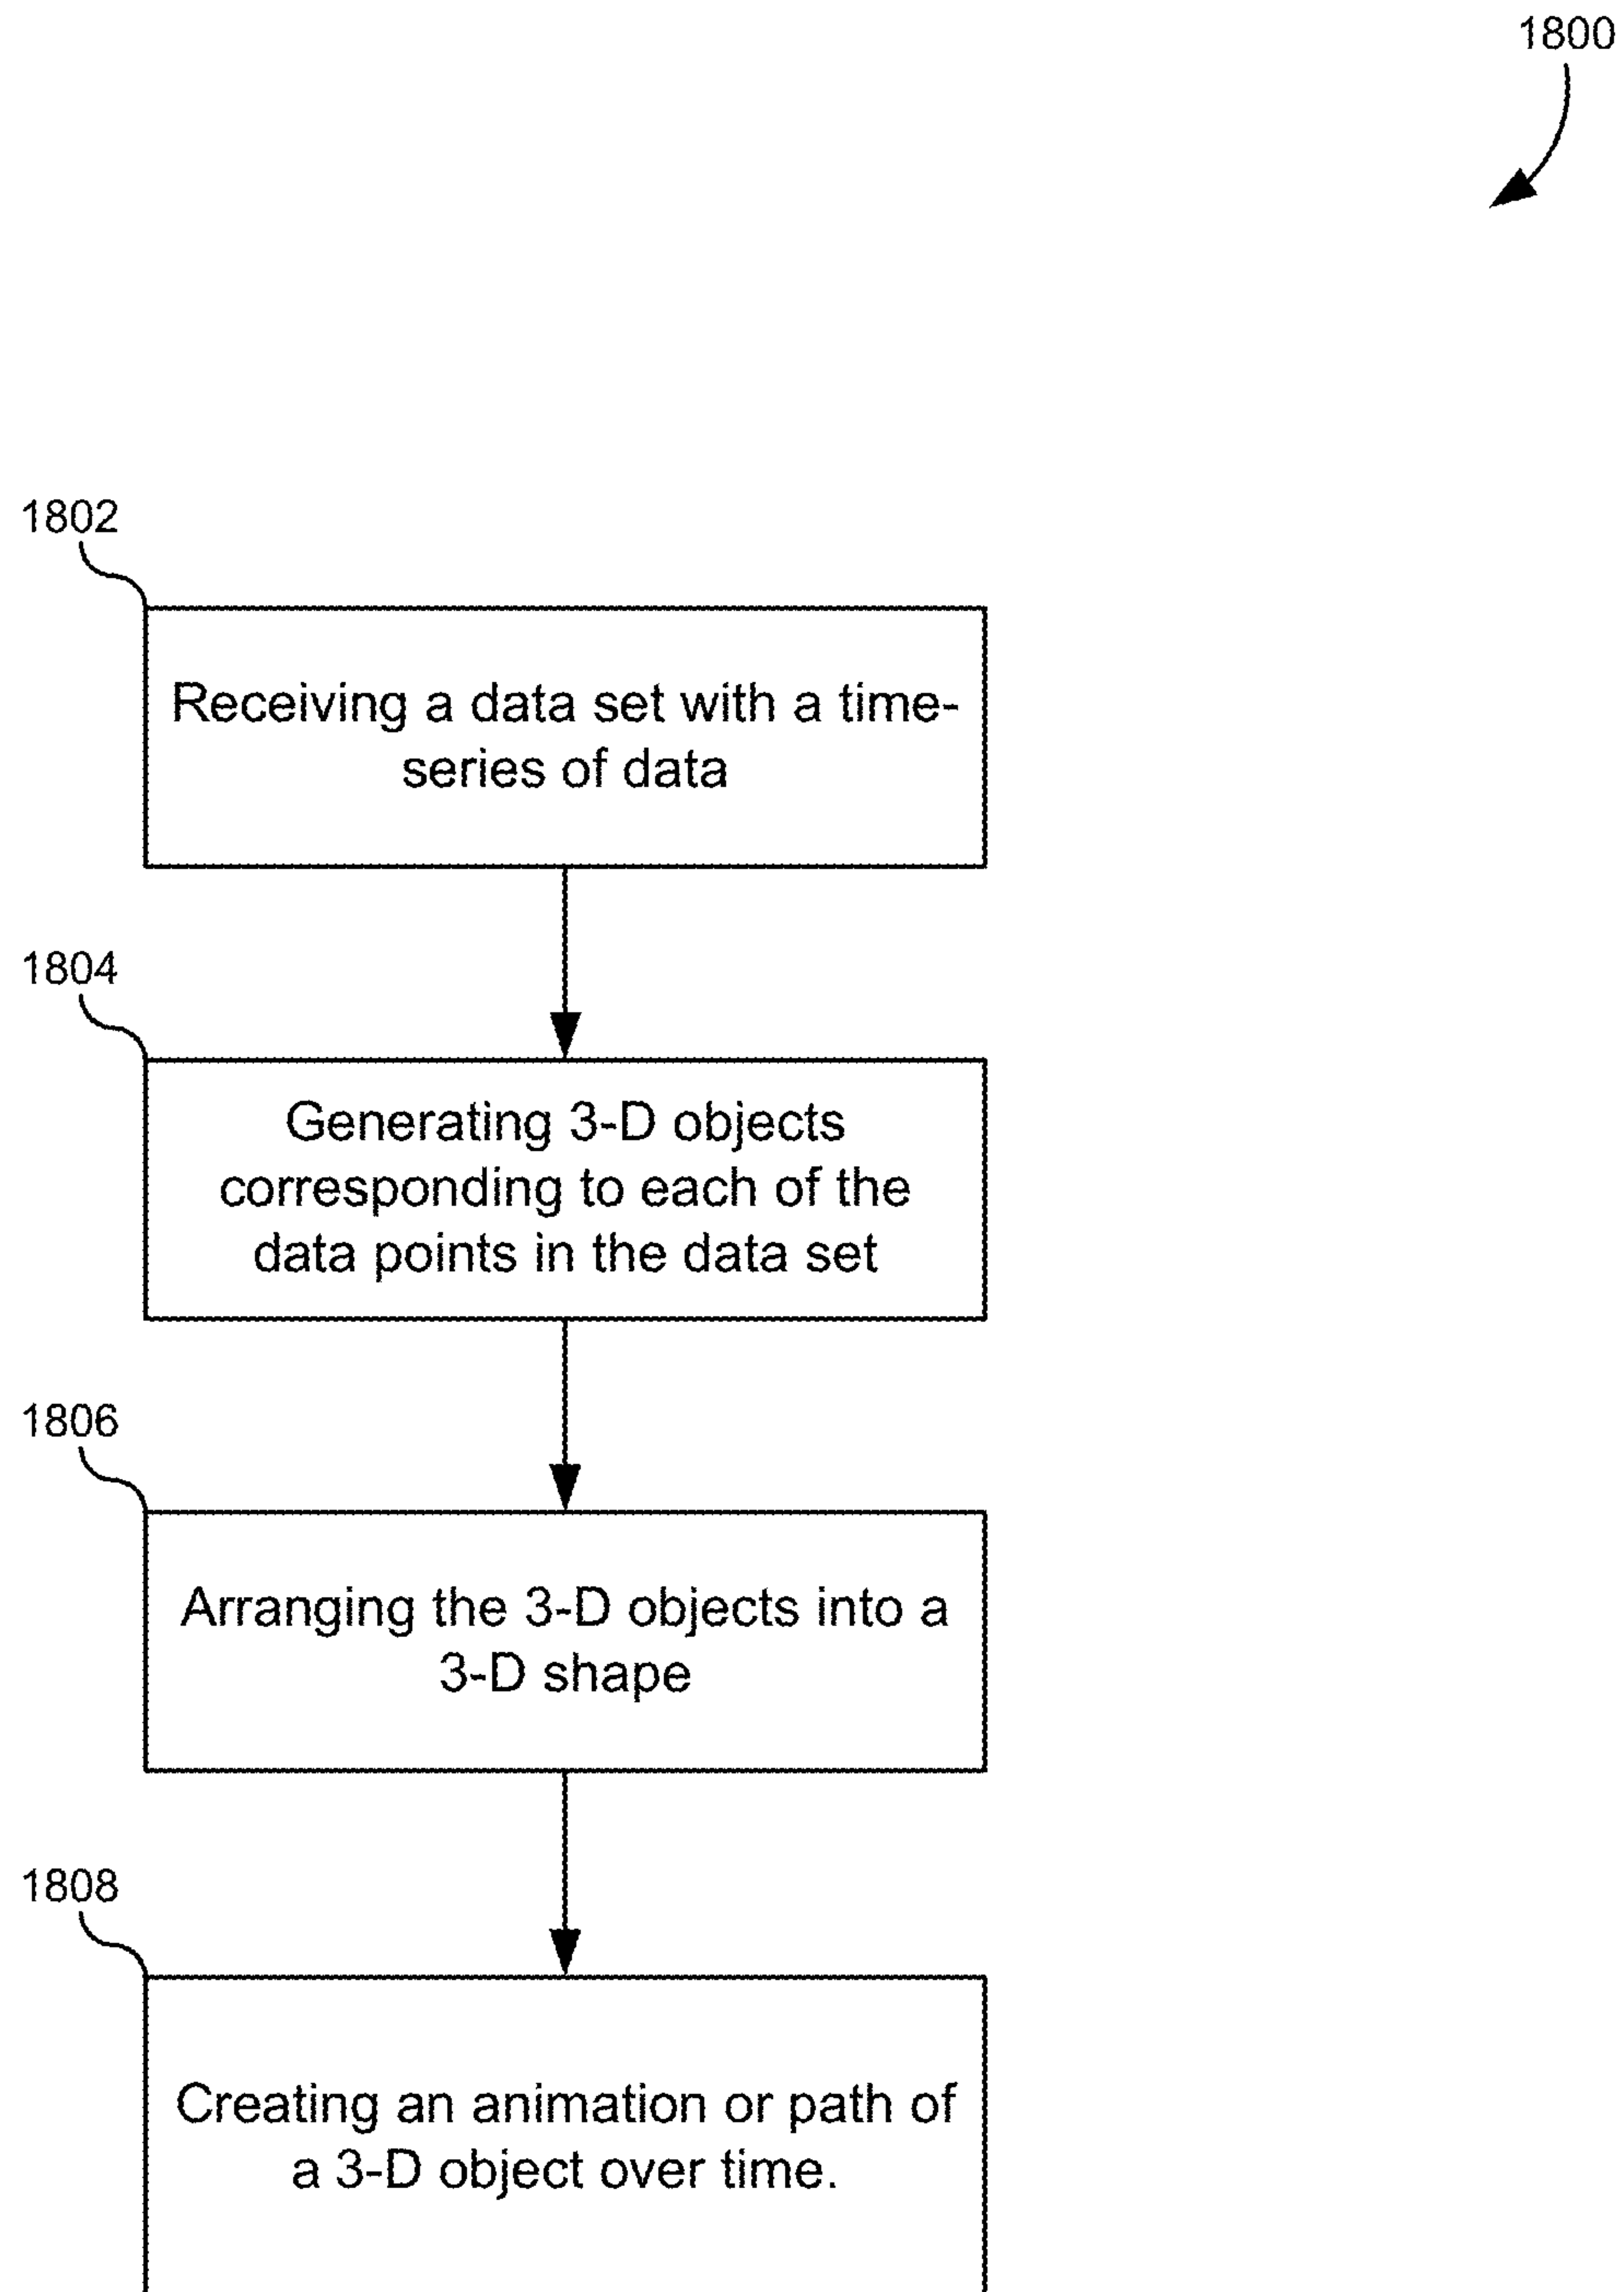 1800
1802
Receiving a data set with a time-
series of data
1804
Generating 3-D objects
corresponding to each of the
data points in the data set
1806
Arranging the 3-D objects into a
3-D shape
1808
Creating an animation or path of
a 3-D object over time.